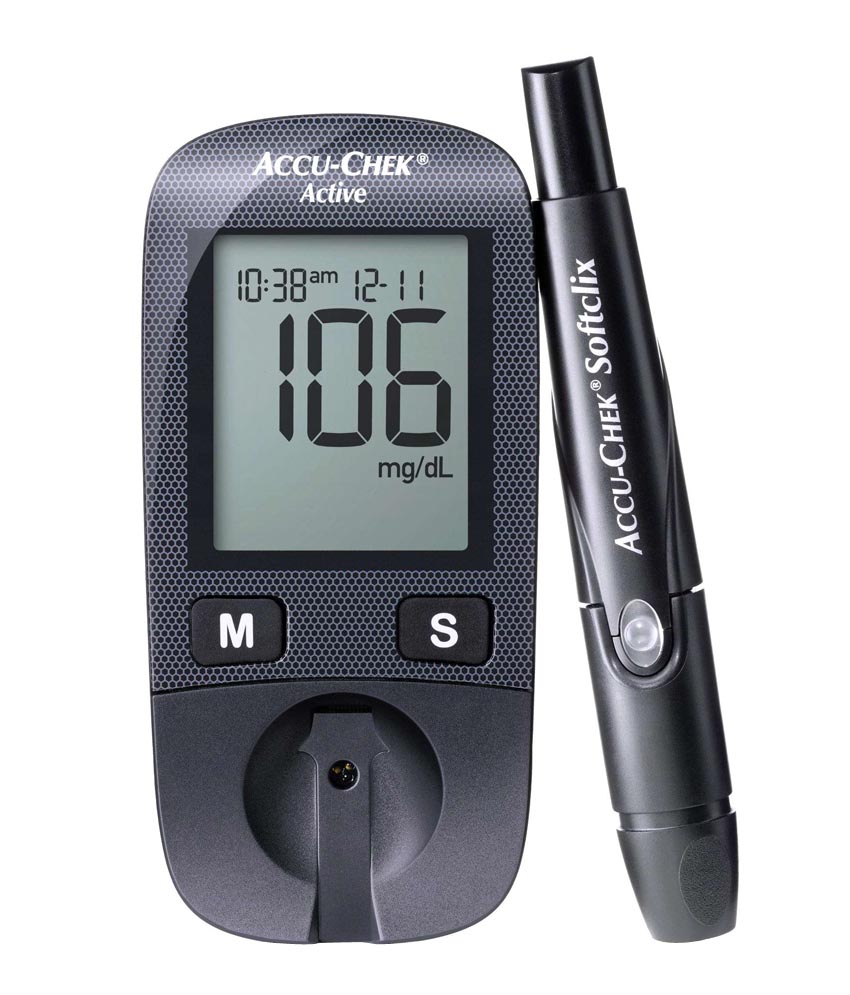 ACCU-CHEK®
Active
10:38am 12-11
106
mg/dL
M S
ACCU-CHEK® Softclix